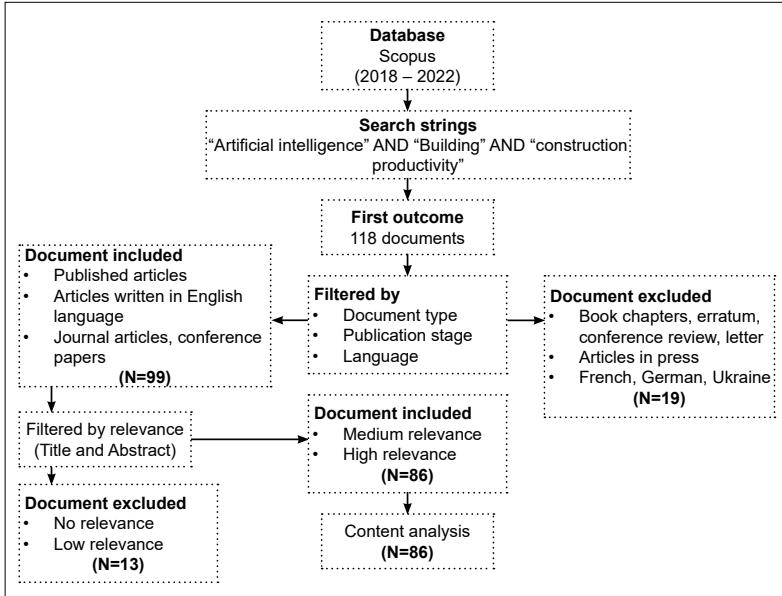 Database
Scopus
(2018 – 2022)
Search strings
“Artificial intelligence” AND “Building” AND “construction
productivity”
First outcome
118 documents
Document included
• Published articles
• Articles written in English
language
• Journal articles, conference
papers
(N=99)
Filtered by
• Document type
• Publication stage
• Language
Document excluded
• Book chapters, erratum,
conference review, letter
• Articles in press
• French, German, Ukraine
(N=19)
Filtered by relevance
(Title and Abstract)
Document included
• Medium relevance
• High relevance
(N=86)
Document excluded
• No relevance
• Low relevance
(N=13)
Content analysis
(N=86)